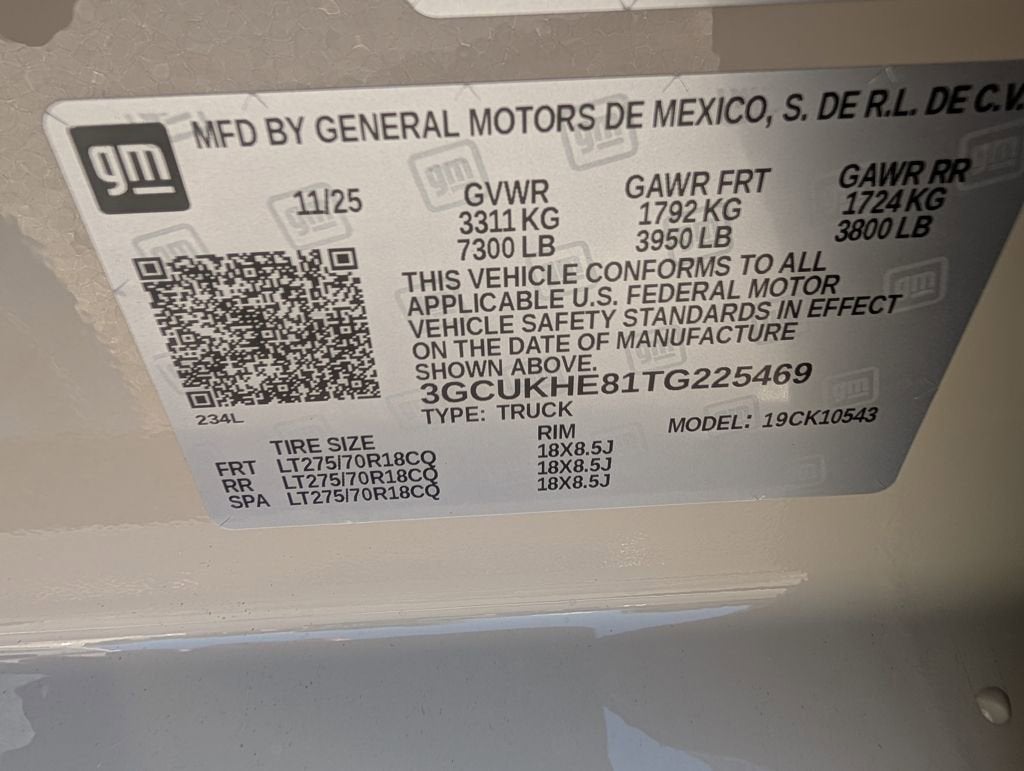 gm
MFD BY GENERAL MOTORS DE MEXICO, S. DE R.L. DE C.V.
11/25 GVWR GAWR FRT GAWR RR
3311 KG 1792 KG 1724 KG
7300 LB 3950 LB 3800 LB
THIS VEHICLE CONFORMS TO ALL
APPLICABLE U.S. FEDERAL MOTOR
VEHICLE SAFETY STANDARDS IN EFFECT
ON THE DATE OF MANUFACTURE
SHOWN ABOVE.
3GCUKHE81TG225469
234L TYPE: TRUCK MODEL: 19CK10543
TIRE SIZE RIM
FRT LT275/70R18CQ 18X8.5J
RR LT275/70R18CQ 18X8.5J
SPA LT275/70R18CQ 18X8.5J